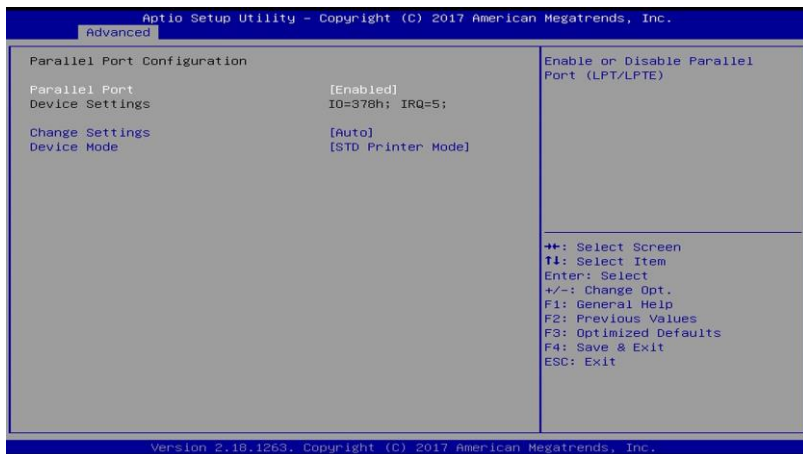 Aptio Setup Utility – Copyright (C) 2017 American Megatrends, Inc.
Advanced
Parallel Port Configuration
Parallel Port [Enabled]
Device Settings IO=378h; IRQ=5;
Change Settings [Auto]
Device Mode [STD Printer Mode]
Enable or Disable Parallel
Port (LPT/LPTE)
→←: Select Screen
↑↓: Select Item
Enter: Select
+/-: Change Opt.
F1: General Help
F2: Previous Values
F3: Optimized Defaults
F4: Save & Exit
ESC: Exit
Version 2.18.1263. Copyright (C) 2017 American Megatrends, Inc.